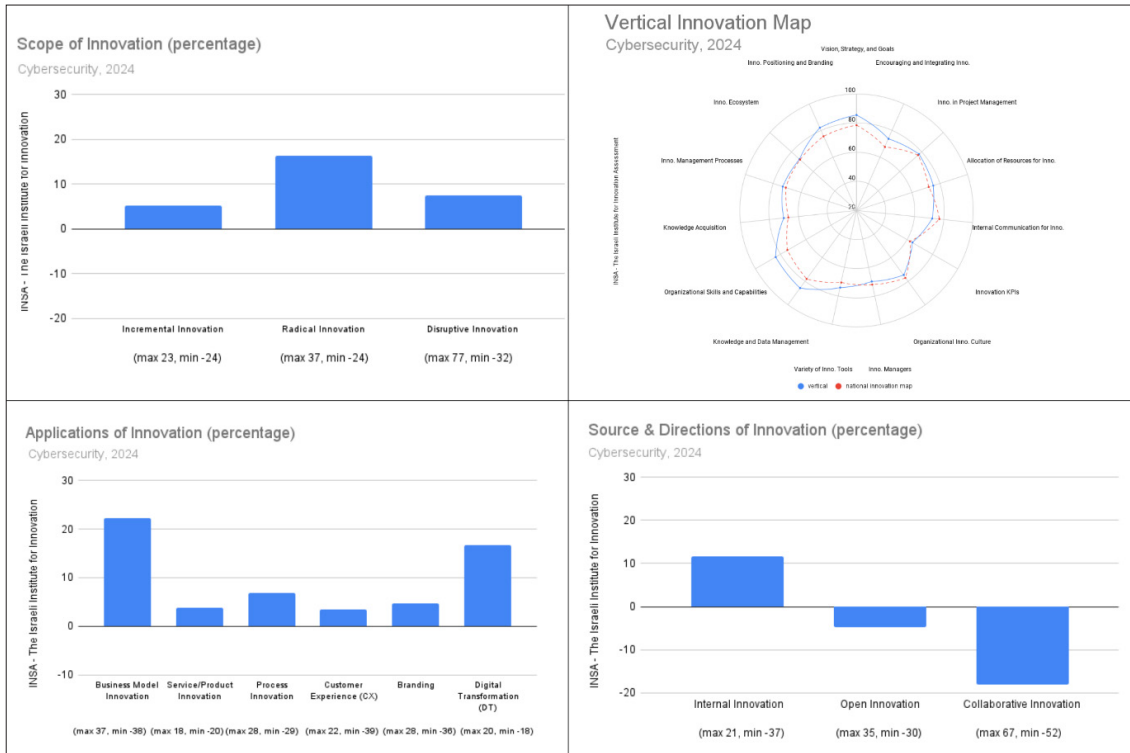 Scope of Innovation (percentage)
Cybersecurity, 2024
INSA - The Israeli Institute for Innovation
30
20
10
0
-10
-20
Incremental Innovation
Radical Innovation
Disruptive Innovation
(max 23, min -24)
(max 37, min -24)
(max 77, min -32)
Vertical Innovation Map
Cybersecurity, 2024
INSA - The Israeli Institute for Innovation Assessment
Vision, Strategy, and Goals
Inno. Positioning and Branding
Encouraging and Integrating Inno.
Inno. Ecosystem
Inno. in Project Management
Inno. Management Processes
Allocation of Resources for Inno.
Knowledge Acquisition
Internal Communication for Inno.
Organizational Skills and Capabilities
Innovation KPIs
Knowledge and Data Management
Organizational Inno. Culture
Variety of Inno. Tools
Inno. Managers
100
80
60
40
20
vertical
national innovation map
Applications of Innovation (percentage)
Cybersecurity, 2024
INSA - The Israeli Institute for Innovation
30
20
10
0
-10
Business Model
Innovation
Service/Product
Innovation
Process
Innovation
Customer
Experience (CX)
Branding
Digital
Transformation
(DT)
(max 37, min -38)
(max 18, min -20)
(max 28, min -29)
(max 22, min -39)
(max 28, min -36)
(max 20, min -18)
Source & Directions of Innovation (percentage)
Cybersecurity, 2024
INSA - The Israeli Institute for Innovation
30
20
10
0
-10
-20
Internal Innovation
Open Innovation
Collaborative Innovation
(max 21, min -37)
(max 35, min -30)
(max 67, min -52)